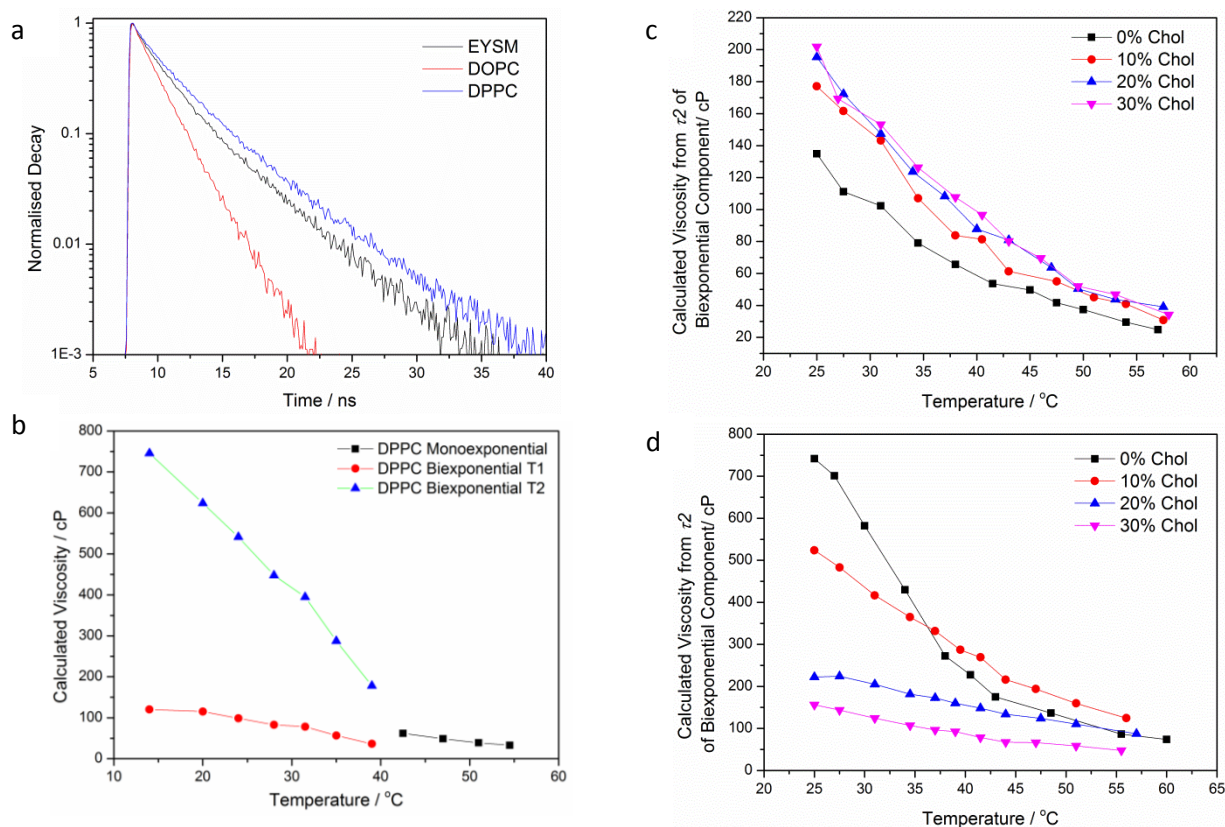 a
Normalised Decay
1
0.1
0.01
1E-3
EYSM
DOPC
DPPC
5 10 15 20 25 30 35 40
Time / ns
b
Calculated Viscosity / cP
800
700
600
500
400
300
200
100
0
DPPC Monoexponential
DPPC Biexponential T1
DPPC Biexponential T2
10 20 30 40 50 60
Temperature / °C
c
Calculated Viscosity from τ2 of
Biexponential Component/ cP
220
200
180
160
140
120
100
80
60
40
20
0% Chol
10% Chol
20% Chol
30% Chol
20 25 30 35 40 45 50 55 60
Temperature / °C
d
Calculated Viscosity from τ2
of Biexponential Component/ cP
800
700
600
500
400
300
200
100
0
0% Chol
10% Chol
20% Chol
30% Chol
20 25 30 35 40 45 50 55 60 65
Temperature / °C